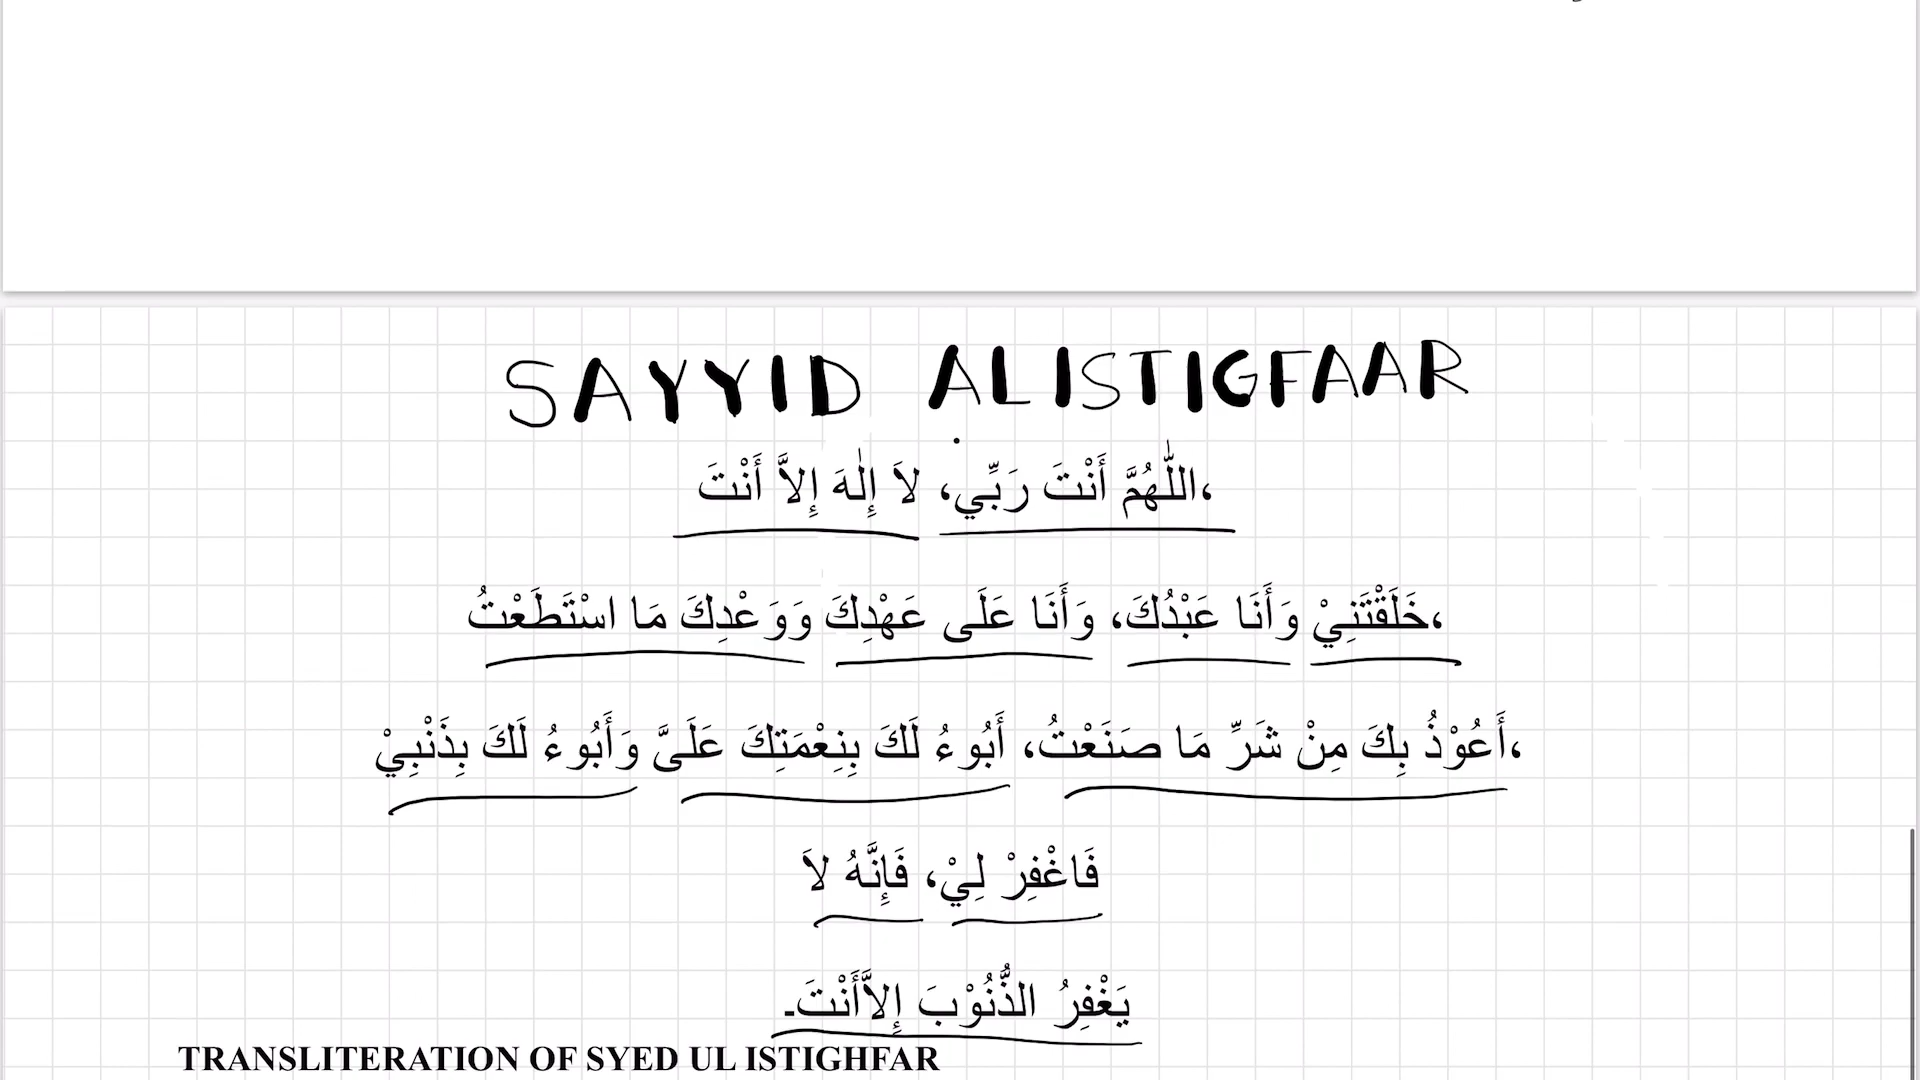 SAYYID ALISTIGFAAR
،اللّٰهُمَّ أَنْتَ رَبِّي، لاَ إِلٰهَ إِلاَّ أَنْتَ
،خَلَقْتَنِيْ وَأَنَا عَبْدُكَ، وَأَنَا عَلَى عَهْدِكَ وَوَعْدِكَ مَا اسْتَطَعْتُ
،أَعُوْذُ بِكَ مِنْ شَرِّ مَا صَنَعْتُ، أَبُوءُ لَكَ بِنِعْمَتِكَ عَلَىَّ وَأَبُوءُ لَكَ بِذَنْبِيْ
فَاغْفِرْ لِيْ، فَإِنَّهُ لاَ
يَغْفِرُ الذُّنُوْبَ إِلاَّأَنْتَ۔
TRANSLITERATION OF SYED UL ISTIGHFAR